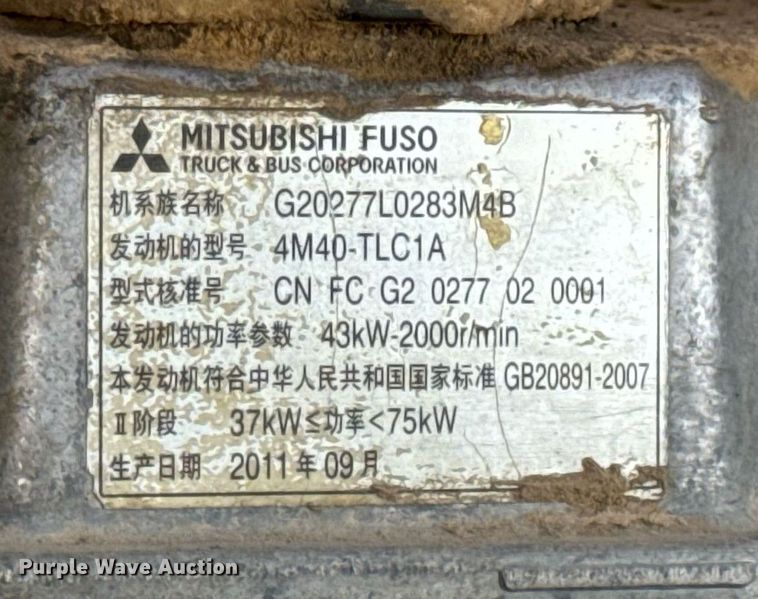 MITSUBISHI FUSO
TRUCK & BUS CORPORATION
机系族名称 G20277L0283M4B
发动机的型号 4M40-TLC1A
型式核准号 CN FC G2 0277 02 0001
发动机的功率参数 43kW-2000r/min
本发动机符合中华人民共和国国家标准 GB20891-2007
Ⅱ阶段 37kW≤功率<75kW
生产日期 2011年09月
Purple Wave Auction